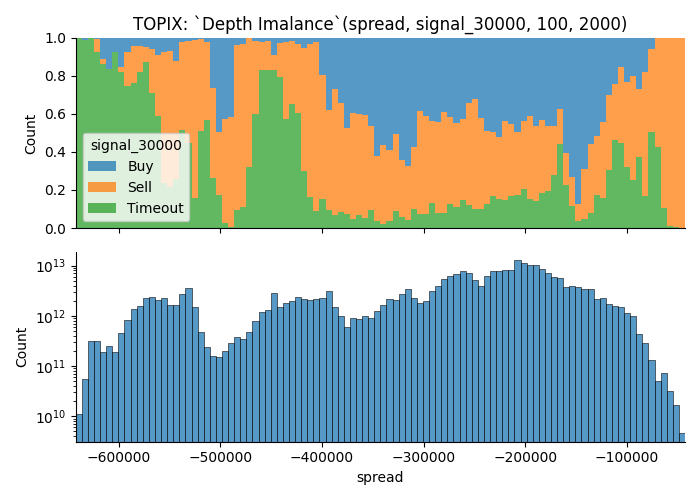 TOPIX: `Depth Imalance`(spread, signal_30000, 100, 2000)
1.0
0.8
0.6
0.4
0.2
0.0
Count
signal_30000
Buy
Sell
Timeout
10^13
10^12
10^11
10^10
Count
−600000 −500000 −400000 −300000 −200000 −100000
spread